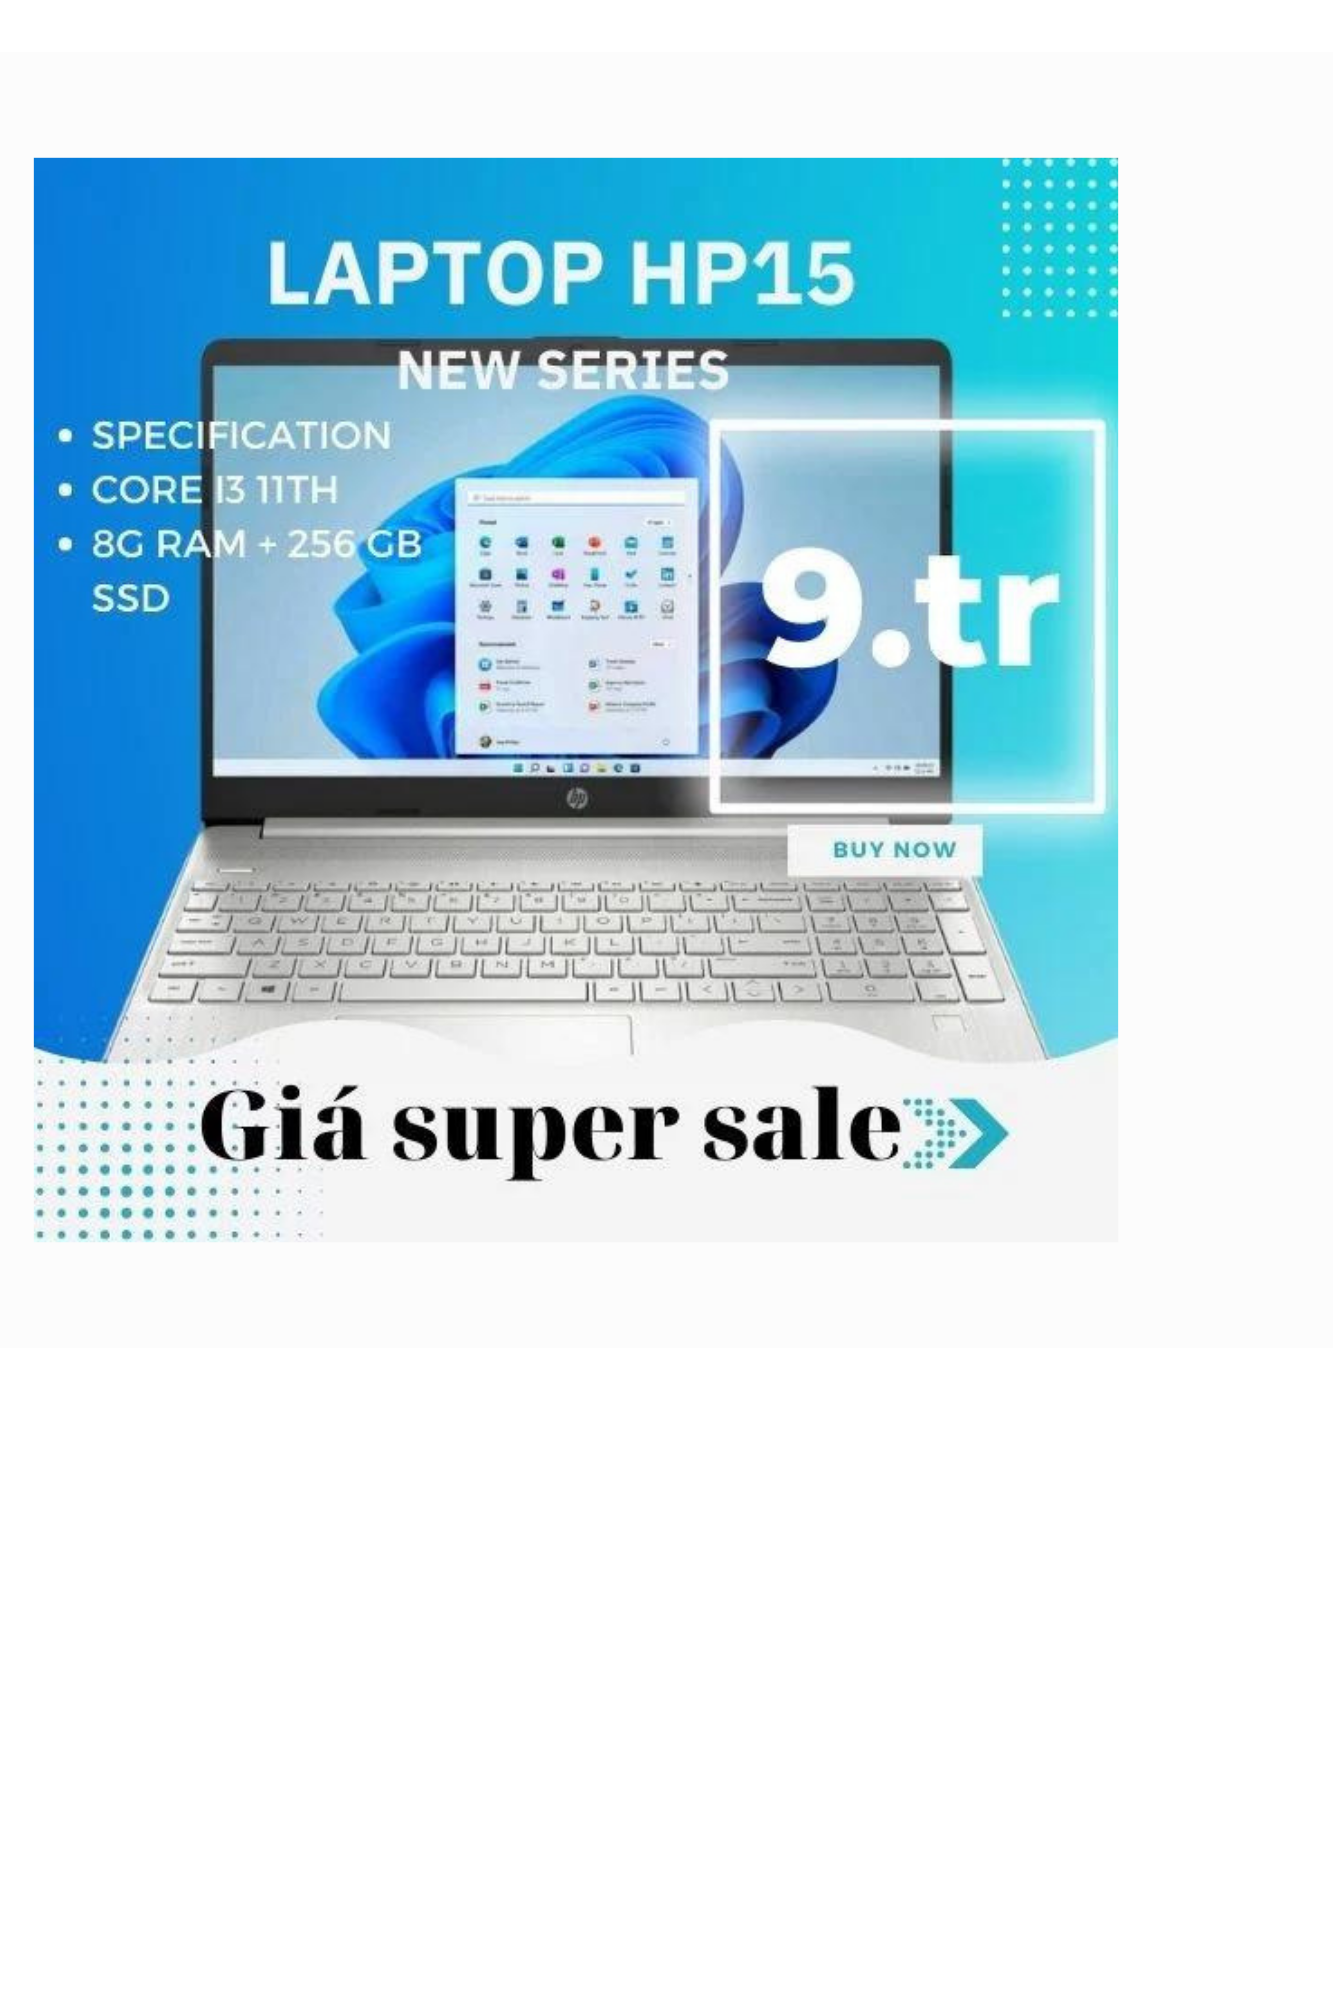 LAPTOP HP15
NEW SERIES
• SPECIFICATION
• CORE I3 11TH
• 8G RAM + 256 GB
SSD
9.tr
hp
BUY NOW
Giá super sale